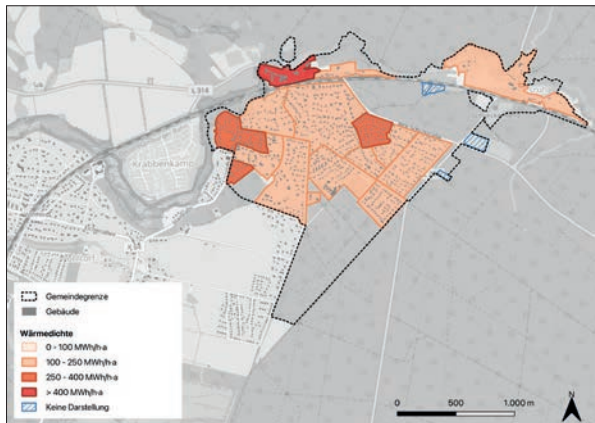 L 314
Krabbenkamp
Gemeindegrenze
Gebäude
Wärmedichte
0 - 100 MWh/h·a
100 - 250 MWh/h·a
250 - 400 MWh/h·a
> 400 MWh/h·a
Keine Darstellung
0 500 1.000 m
N